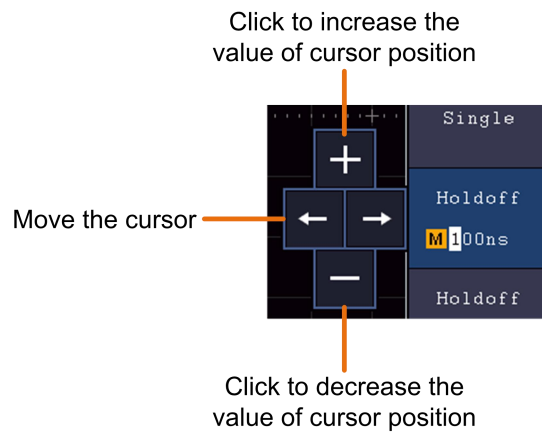 Click to increase the
value of cursor position
Single
+
Holdoff
Move the cursor
← →
M 100ns
−
Holdoff
Click to decrease the
value of cursor position